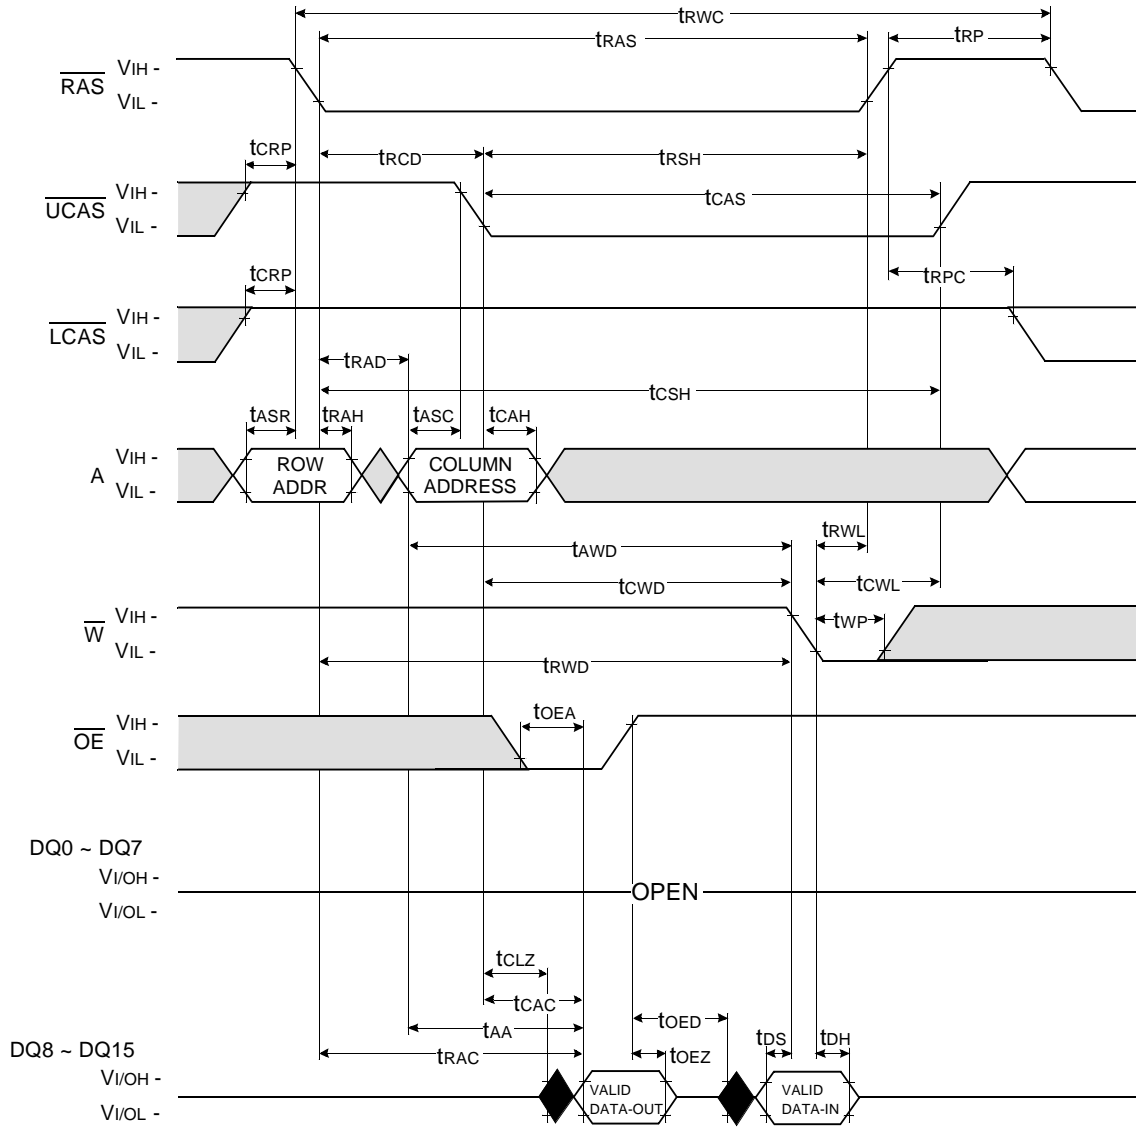 tRWC
tRAS
tRP
RAS
VIH -
VIL -
tCRP
tRCD
tRSH
UCAS
VIH -
VIL -
tCAS
tCRP
tRPC
LCAS
VIH -
VIL -
tRAD
tCSH
tASR
tRAH
tASC
tCAH
A
VIH -
VIL -
ROW
ADDR
COLUMN
ADDRESS
tRWL
tAWD
tCWD
tCWL
W
VIH -
VIL -
tWP
tRWD
OE
VIH -
VIL -
tOEA
DQ0 ~ DQ7
VI/OH -
VI/OL -
OPEN
tCLZ
tCAC
tAA
tOED
tRAC
tOEZ
tDS
tDH
DQ8 ~ DQ15
VI/OH -
VI/OL -
VALID
DATA-OUT
VALID
DATA-IN